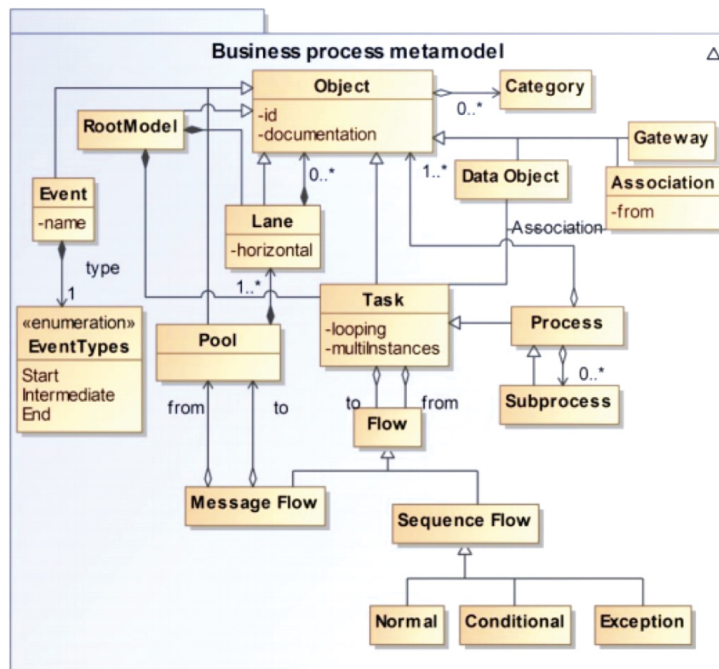 Business process metamodel
Object
-id
-documentation
Category
0..*
RootModel
Gateway
Event
-name
0..*
1..*
Data Object
Association
-from
Lane
-horizontal
Association
type
1
1..*
«enumeration»
EventTypes
Start
Intermediate
End
Pool
Task
-looping
-multiInstances
Process
0..*
Subprocess
from
to
to
from
Flow
Message Flow
Sequence Flow
Normal
Conditional
Exception